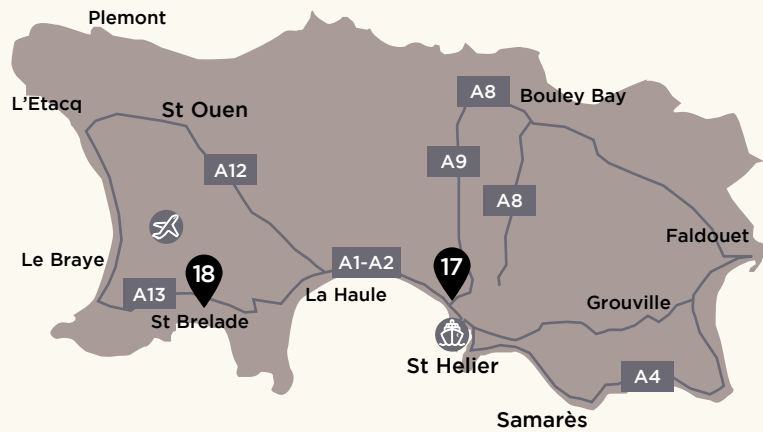 Plemont
A8
L'Etacq
Bouley Bay
St Ouen
A9
A12
A8
Faldouet
Le Braye
A1-A2
17
18
A13
La Haule
Grouville
St Brelade
St Helier
A4
Samarès